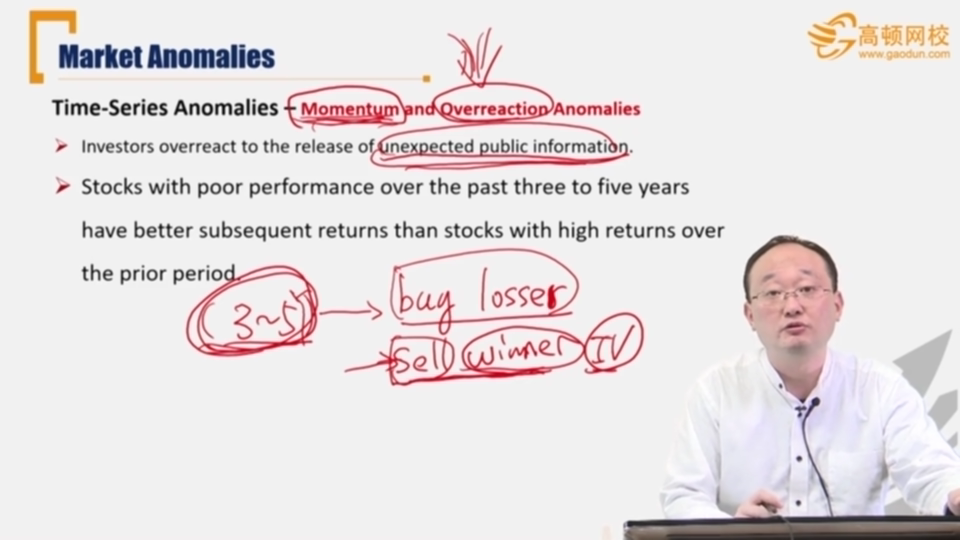 高顿网校
www.gaodun.com
Market Anomalies
Time-Series Anomalies – Momentum and Overreaction Anomalies
➢ Investors overreact to the release of unexpected public information.
➢ Stocks with poor performance over the past three to five years
have better subsequent returns than stocks with high returns over
the prior period.
(3~5) → buy losser
→ Sell winner IV